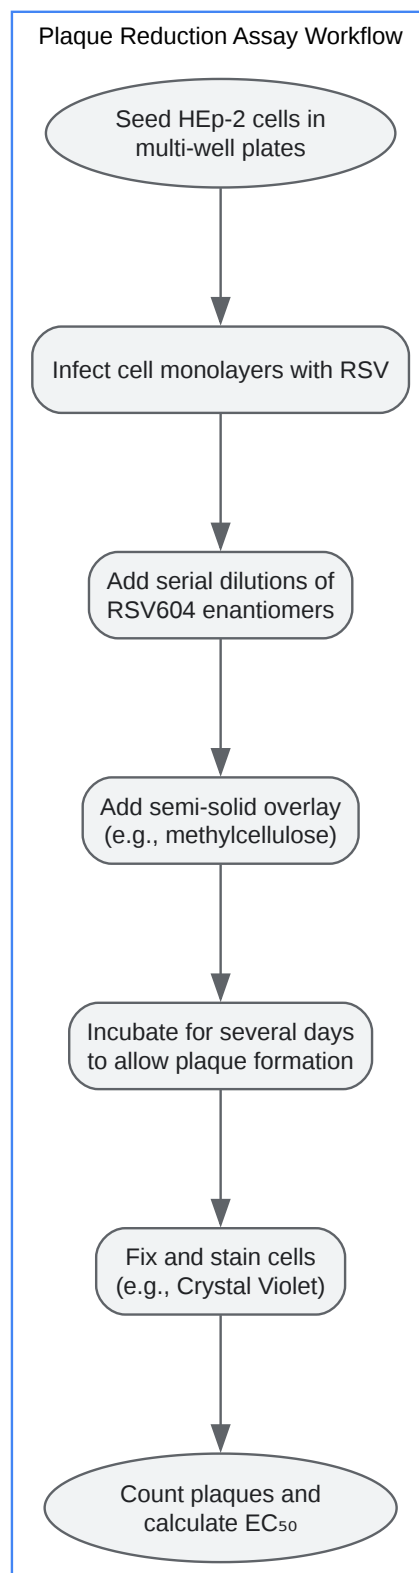 Plaque Reduction Assay Workflow
Seed HEp-2 cells in
multi-well plates
Infect cell monolayers with RSV
Add serial dilutions of
RSV604 enantiomers
Add semi-solid overlay
(e.g., methylcellulose)
Incubate for several days
to allow plaque formation
Fix and stain cells
(e.g., Crystal Violet)
Count plaques and
calculate EC₅₀